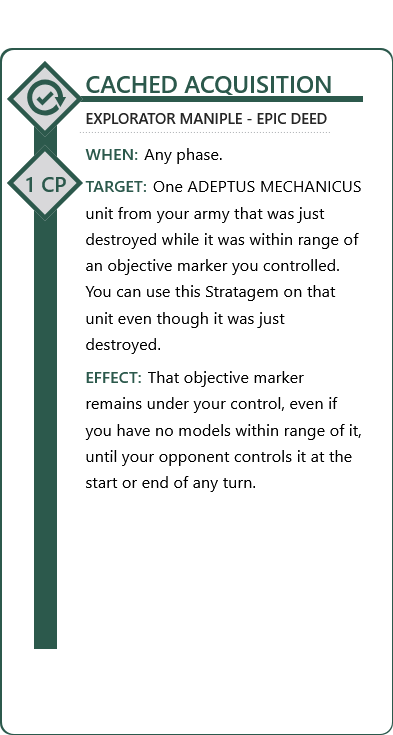 CACHED ACQUISITION
EXPLORATOR MANIPLE - EPIC DEED
WHEN: Any phase.
1 CP
TARGET: One ADEPTUS MECHANICUS
unit from your army that was just
destroyed while it was within range of
an objective marker you controlled.
You can use this Stratagem on that
unit even though it was just
destroyed.
EFFECT: That objective marker
remains under your control, even if
you have no models within range of it,
until your opponent controls it at the
start or end of any turn.